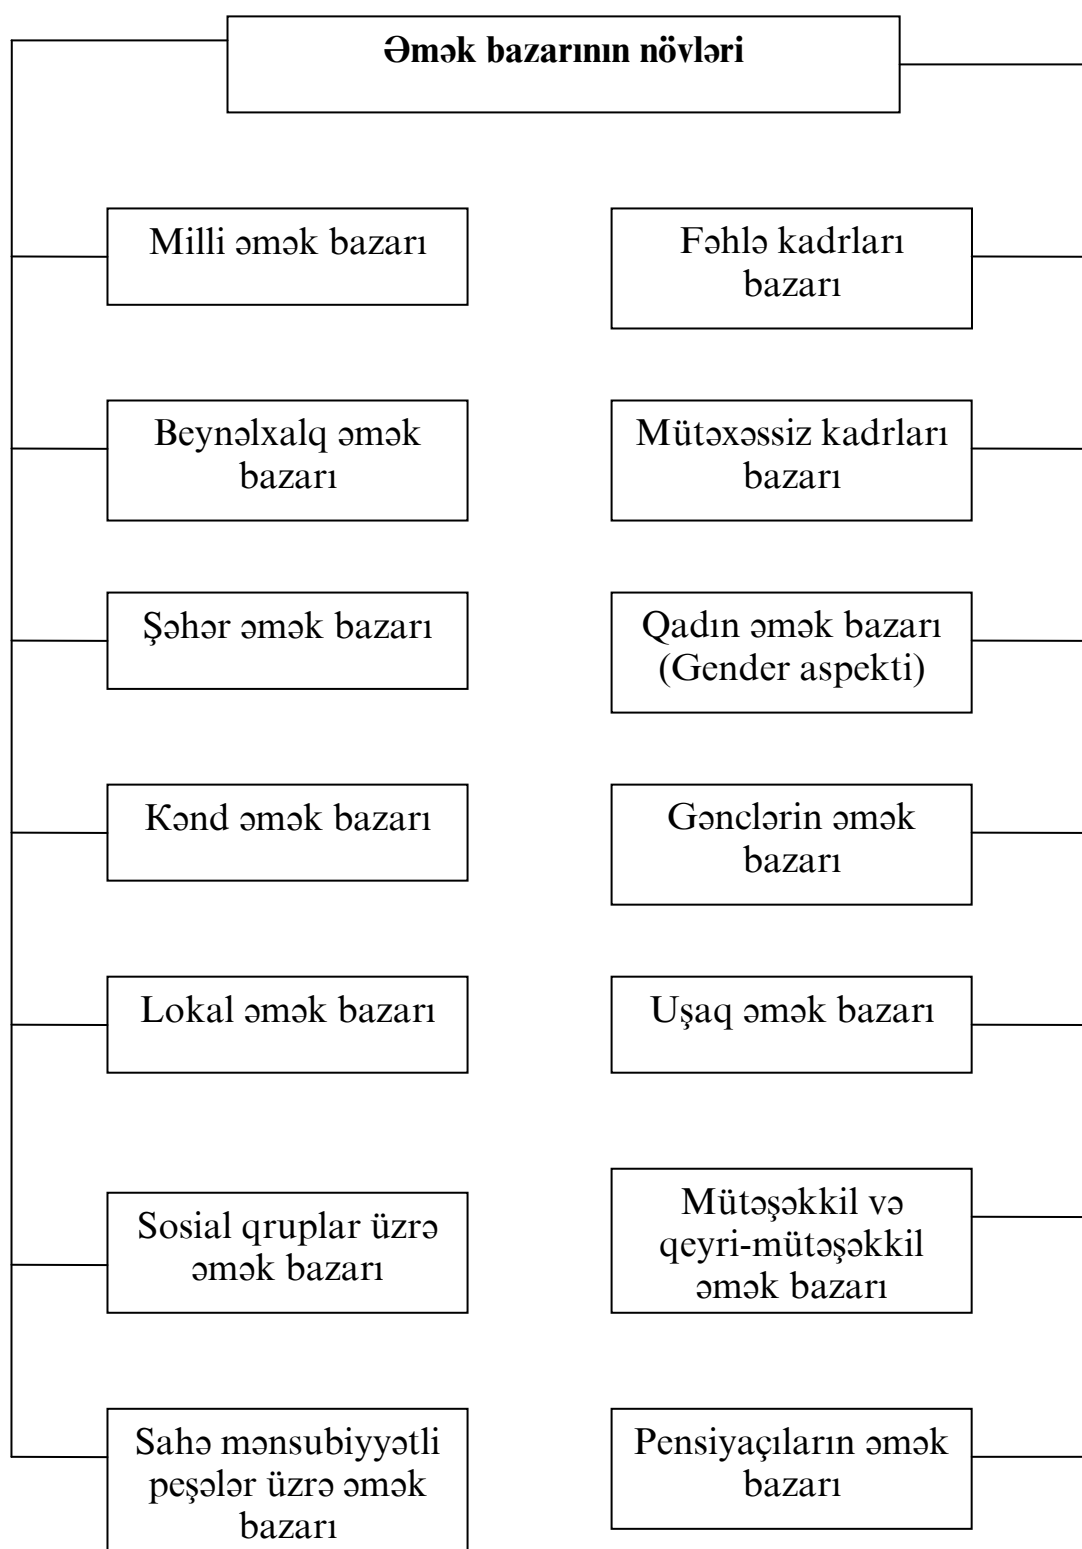 Əmək bazarının növləri
Milli əmək bazarı
Beynəlxalq əmək
bazarı
Şəhər əmək bazarı
Kənd əmək bazarı
Lokal əmək bazarı
Sosial qruplar üzrə
əmək bazarı
Sahə mənsubiyyətli
peşələr üzrə əmək
bazarı
Fəhlə kadrları
bazarı
Mütəxəssiz kadrları
bazarı
Qadın əmək bazarı
(Gender aspekti)
Gənclərin əmək
bazarı
Uşaq əmək bazarı
Mütəşəkkil və
qeyri-mütəşəkkil
əmək bazarı
Pensiyaçıların əmək
bazarı